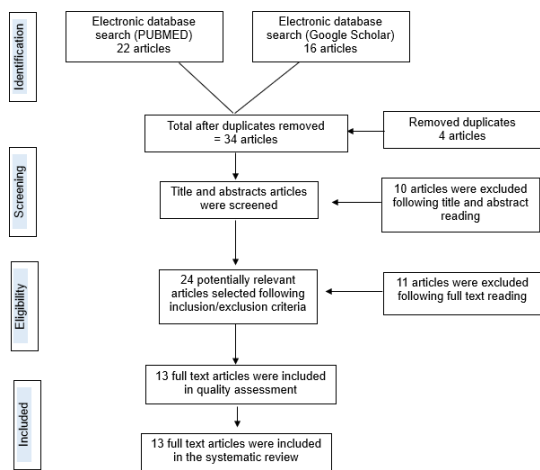 Identification
Electronic database
search (PUBMED)
22 articles
Electronic database
search (Google Scholar)
16 articles
Total after duplicates removed
= 34 articles
Removed duplicates
4 articles
Screening
Title and abstracts articles
were screened
10 articles were excluded
following title and abstract
reading
Eligibility
24 potentially relevant
articles selected following
inclusion/exclusion criteria
11 articles were excluded
following full text reading
13 full text articles were included
in quality assessment
Included
13 full text articles were included
in the systematic review